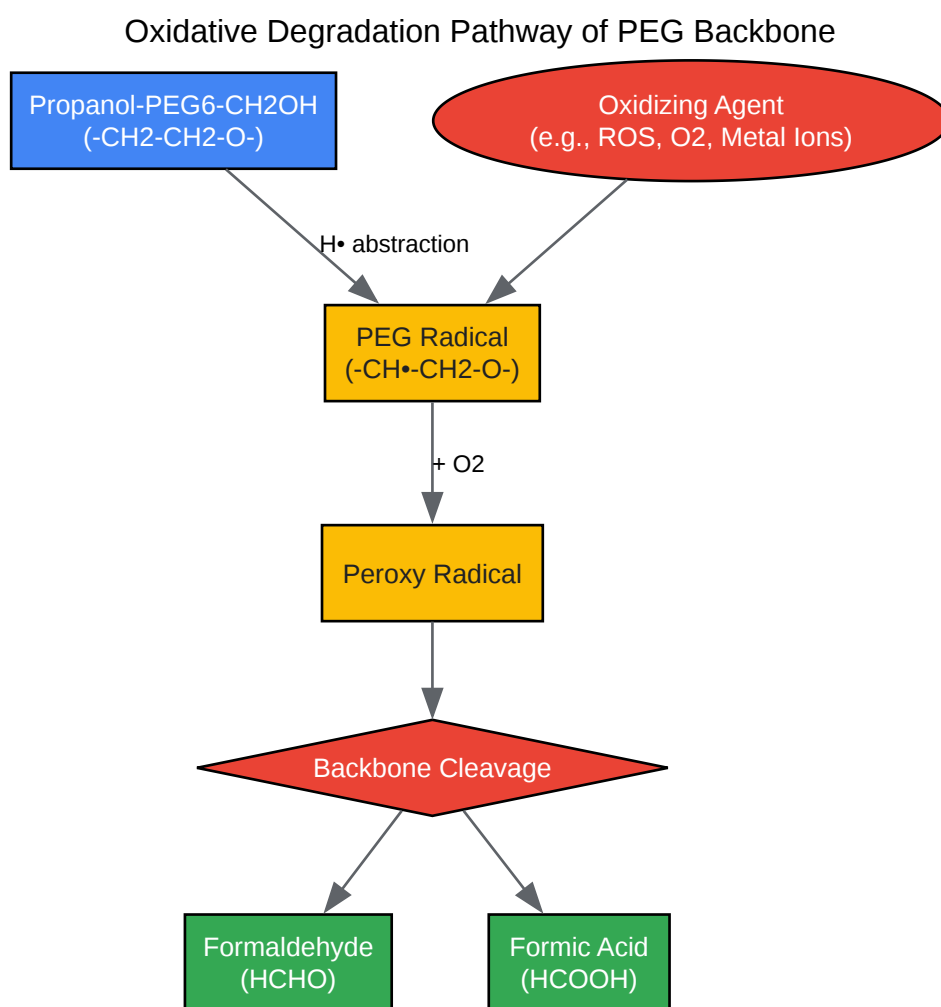 Oxidative Degradation Pathway of PEG Backbone
Propanol-PEG6-CH2OH
(-CH2-CH2-O-)
Oxidizing Agent
(e.g., ROS, O2, Metal Ions)
H• abstraction
PEG Radical
(-CH•-CH2-O-)
+ O2
Peroxy Radical
Backbone Cleavage
Formaldehyde
(HCHO)
Formic Acid
(HCOOH)